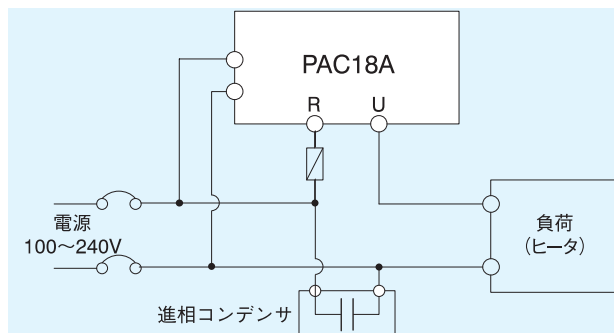 PAC18A
R U
電源
100～240V
負荷
(ヒータ)
進相コンデンサ